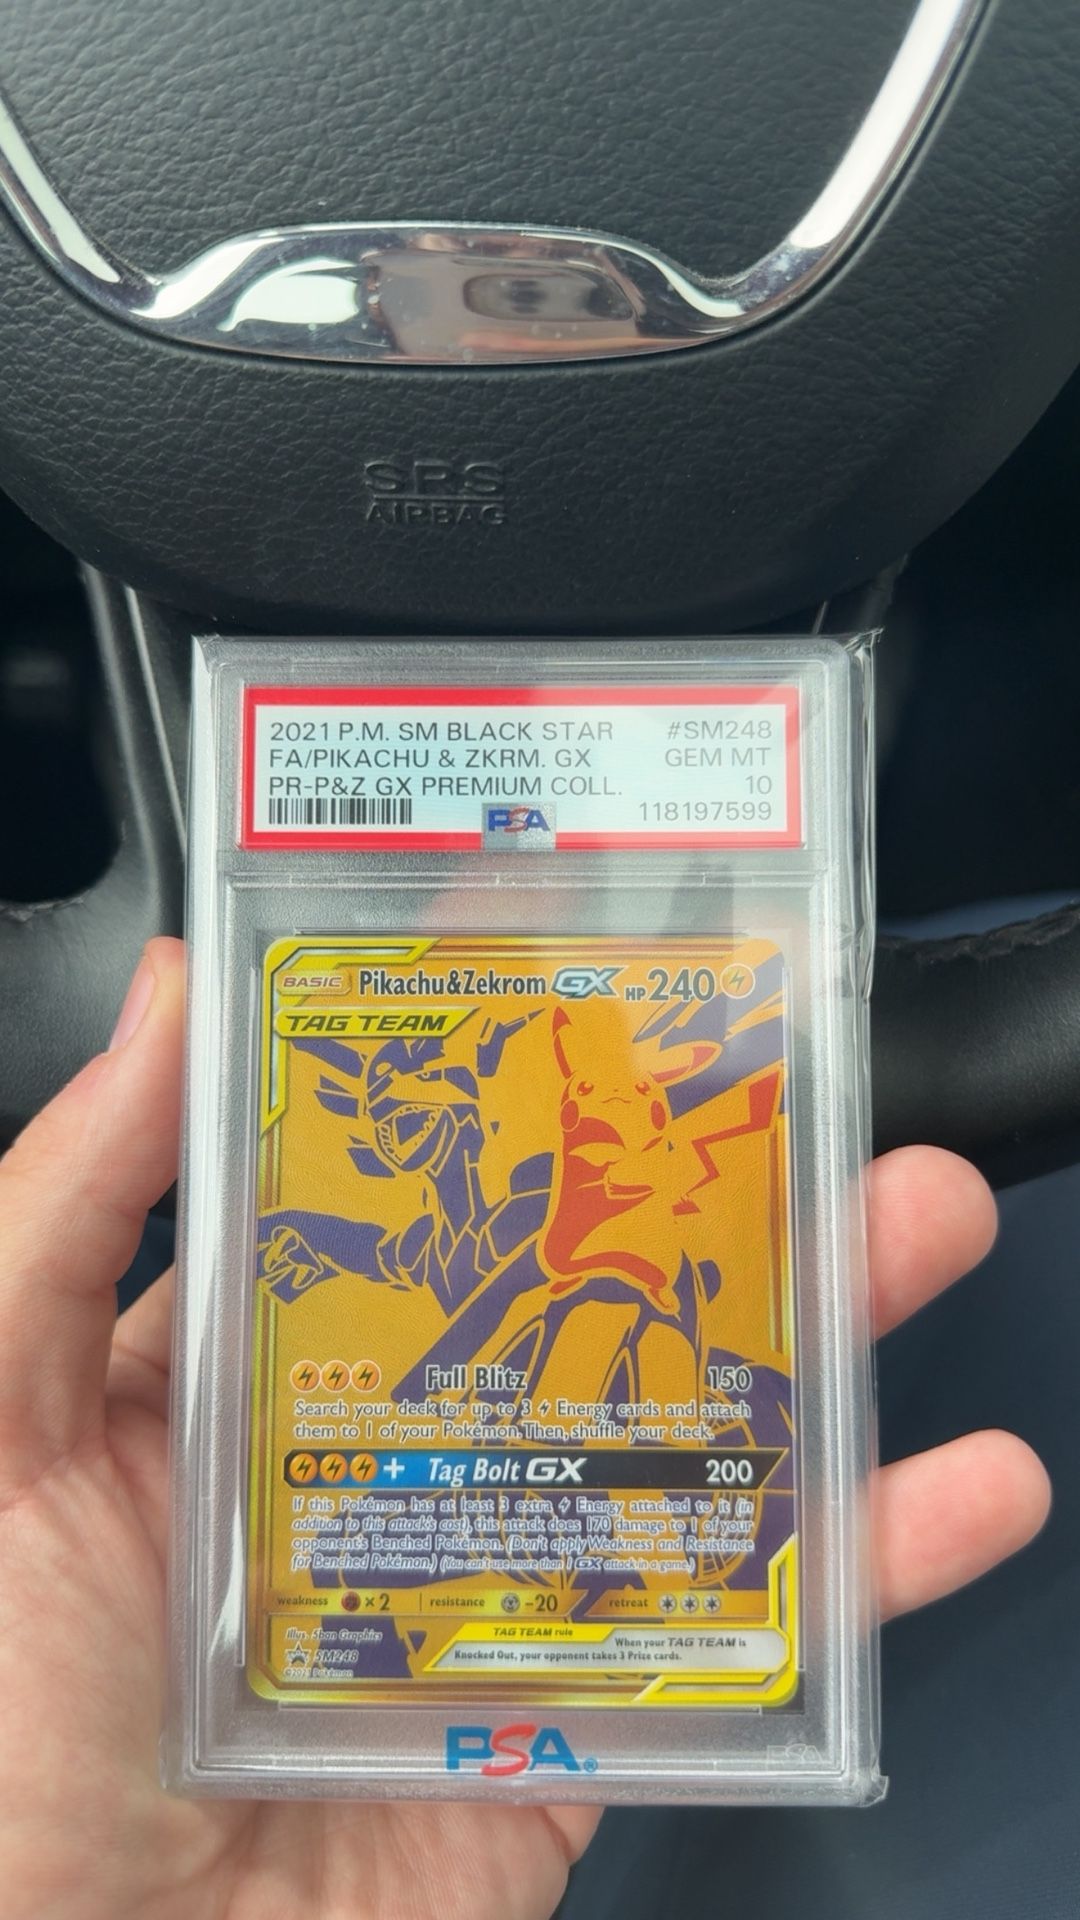 SRS
AIRBAG
2021 P.M. SM BLACK STAR #SM248
FA/PIKACHU & ZKRM. GX GEM MT
PR-P&Z GX PREMIUM COLL. 10
PSA 118197599
BASIC Pikachu&Zekrom GX HP 240
TAG TEAM
Full Blitz 150
Search your deck for up to 3 Energy cards and attach
them to 1 of your Pokémon. Then, shuffle your deck.
+ Tag Bolt GX 200
If this Pokémon has at least 3 extra Energy attached to it (in
addition to this attack's cost), this attack does 170 damage to 1 of your
opponent's Benched Pokémon. (Don't apply Weakness and Resistance
for Benched Pokémon.) (You can't use more than 1 GX attack in a game.)
weakness ×2 resistance -20 retreat
Illus. 5ban Graphics
SM248
©2021 Pokémon
TAG TEAM rule
When your TAG TEAM is
Knocked Out, your opponent takes 3 Prize cards.
PSA®
PSA